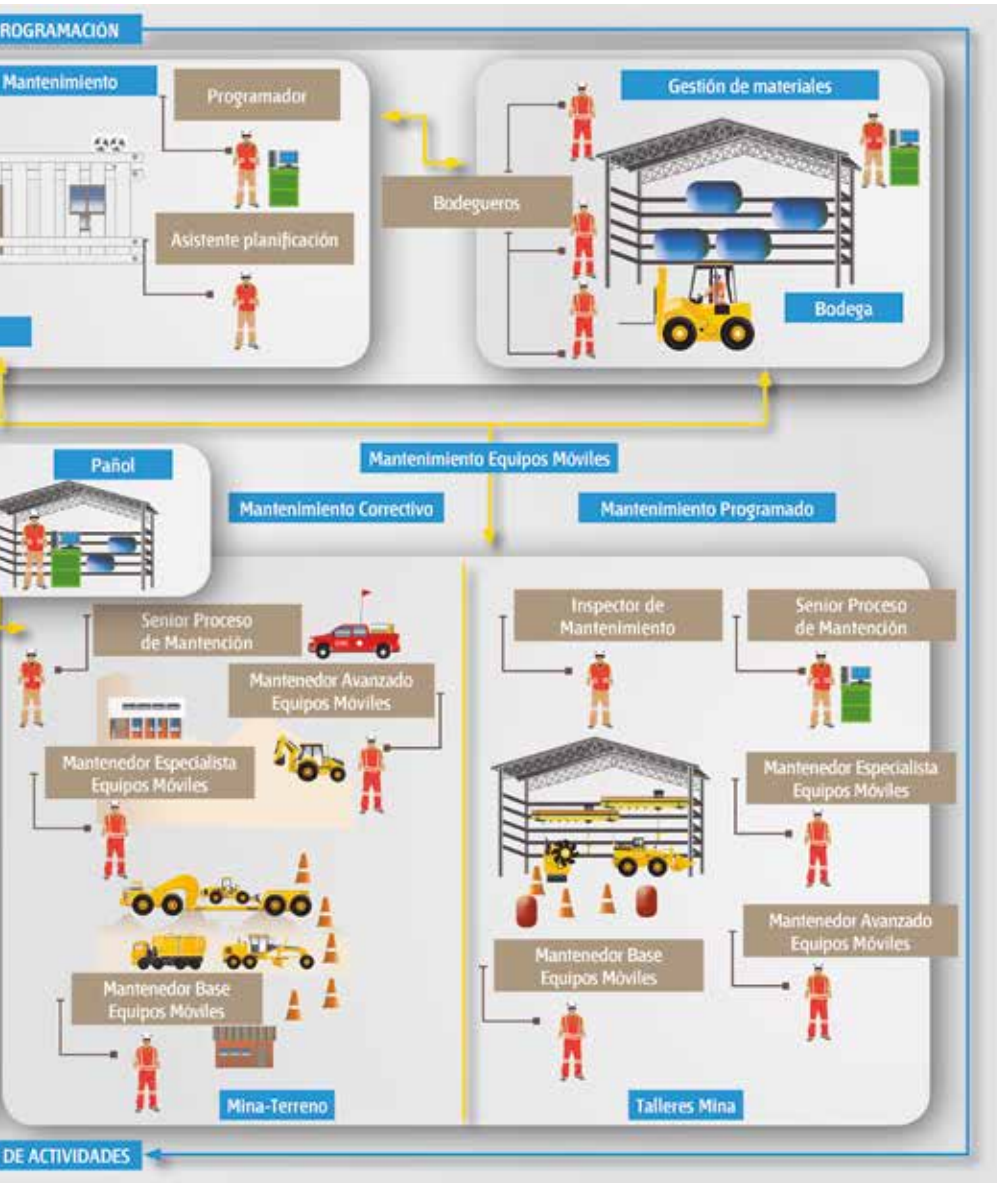 ROGRAMACIÓN
Mantenimiento
Programador
Asistente planificación
Gestión de materiales
Bodegueros
Bodega
Pañol
Mantenimiento Equipos Móviles
Mantenimiento Correctivo
Mantenimiento Programado
Senior Proceso
de Mantención
Mantenedor Avanzado
Equipos Móviles
Mantenedor Especialista
Equipos Móviles
Mantenedor Base
Equipos Móviles
Mina-Terreno
Inspector de
Mantenimiento
Senior Proceso
de Mantención
Mantenedor Especialista
Equipos Móviles
Mantenedor Avanzado
Equipos Móviles
Mantenedor Base
Equipos Móviles
Talleres Mina
DE ACTIVIDADES